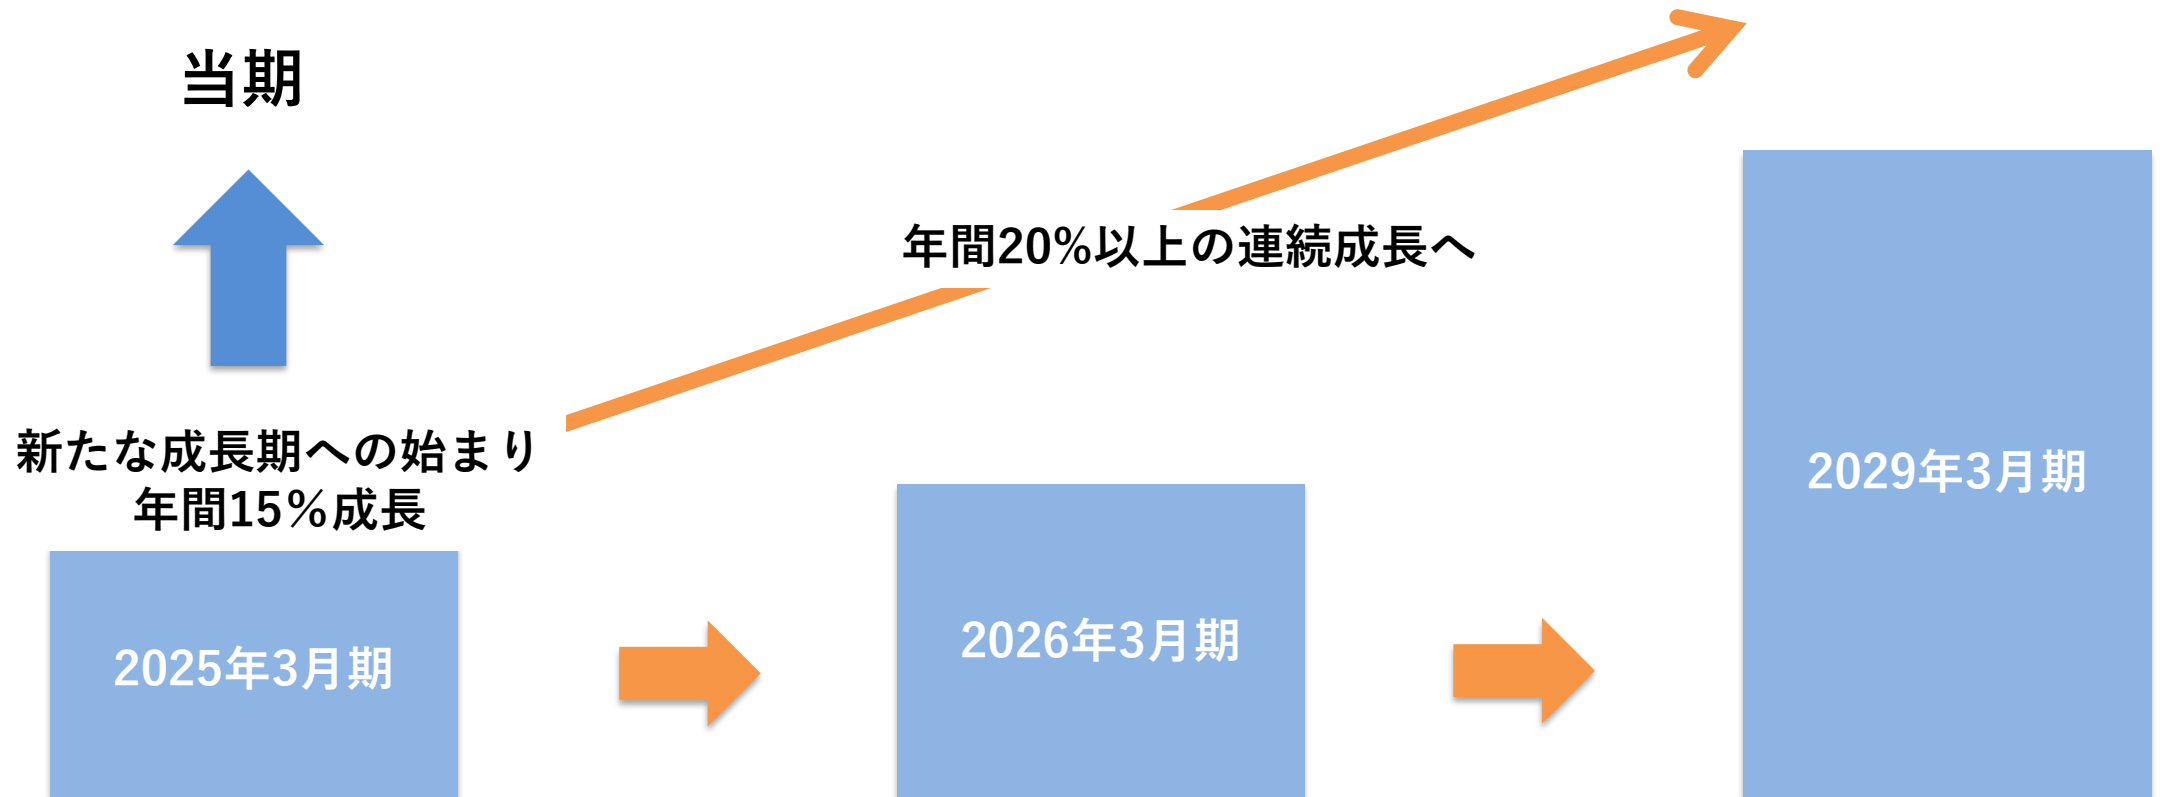 当期
年間20%以上の連続成長へ
新たな成長期への始まり
年間15%成長
2025年3月期
2026年3月期
2029年3月期